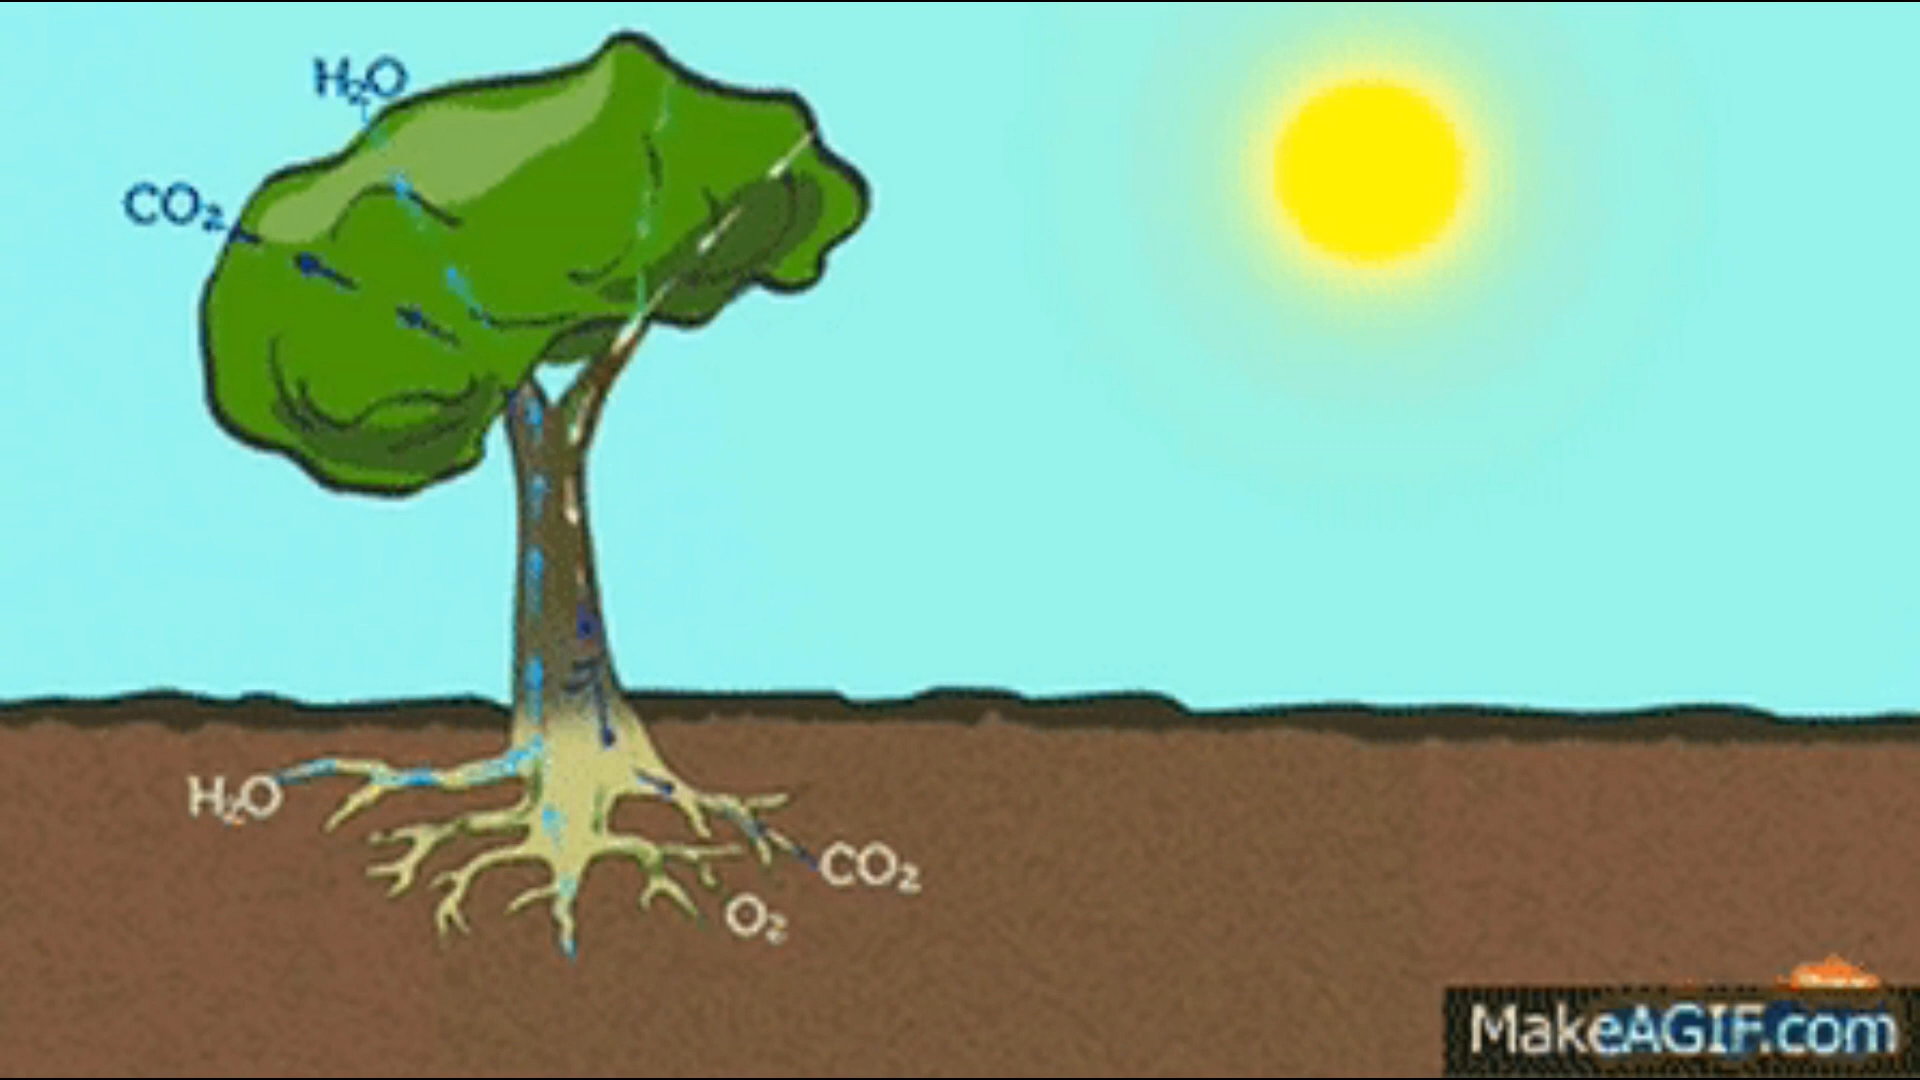 H₂O
CO₂
H₂O
CO₂
O₂
MakeAGIF.com